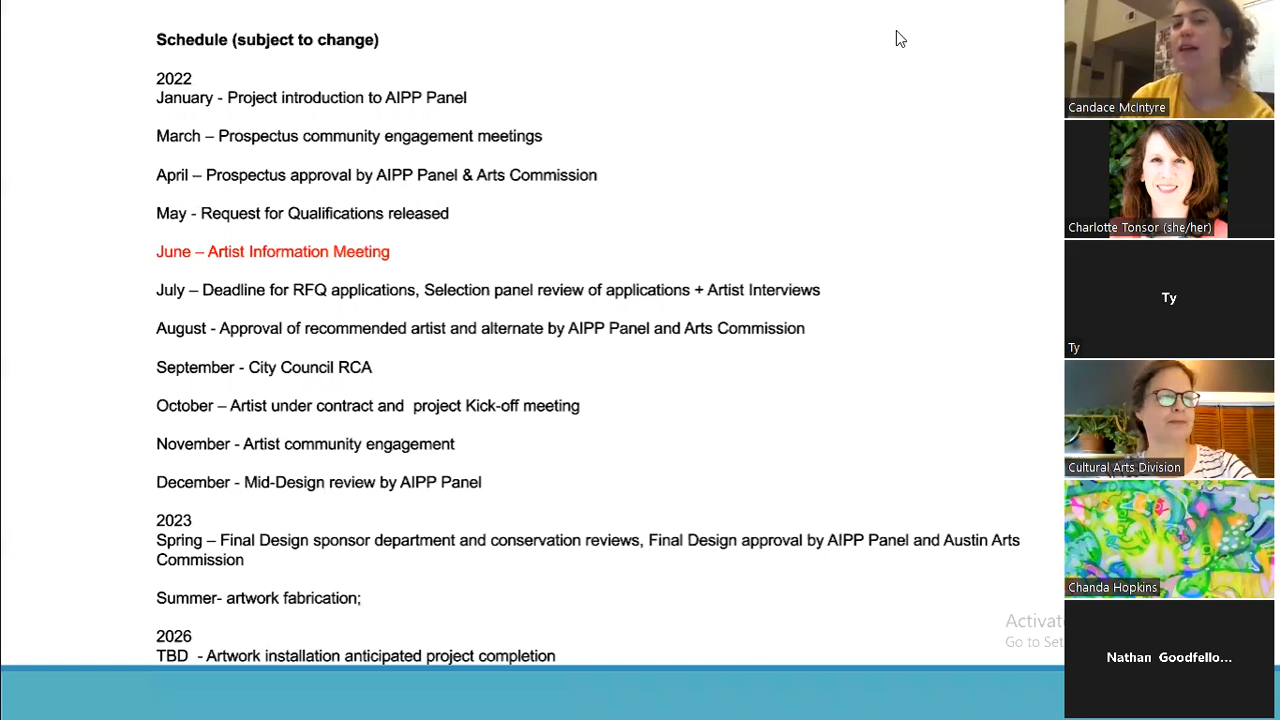 Schedule (subject to change)
2022
January - Project introduction to AIPP Panel
March – Prospectus community engagement meetings
April – Prospectus approval by AIPP Panel & Arts Commission
May - Request for Qualifications released
June – Artist Information Meeting
July – Deadline for RFQ applications, Selection panel review of applications + Artist Interviews
August - Approval of recommended artist and alternate by AIPP Panel and Arts Commission
September - City Council RCA
October – Artist under contract and  project Kick-off meeting
November - Artist community engagement
December - Mid-Design review by AIPP Panel
2023
Spring – Final Design sponsor department and conservation reviews, Final Design approval by AIPP Panel and Austin Arts
Commission
Summer- artwork fabrication;
2026
TBD  - Artwork installation anticipated project completion
Activat
Go to Set
Candace McIntyre
Charlotte Tonsor (she/her)
Ty
Ty
Cultural Arts Division
Chanda Hopkins
Nathan Goodfello...